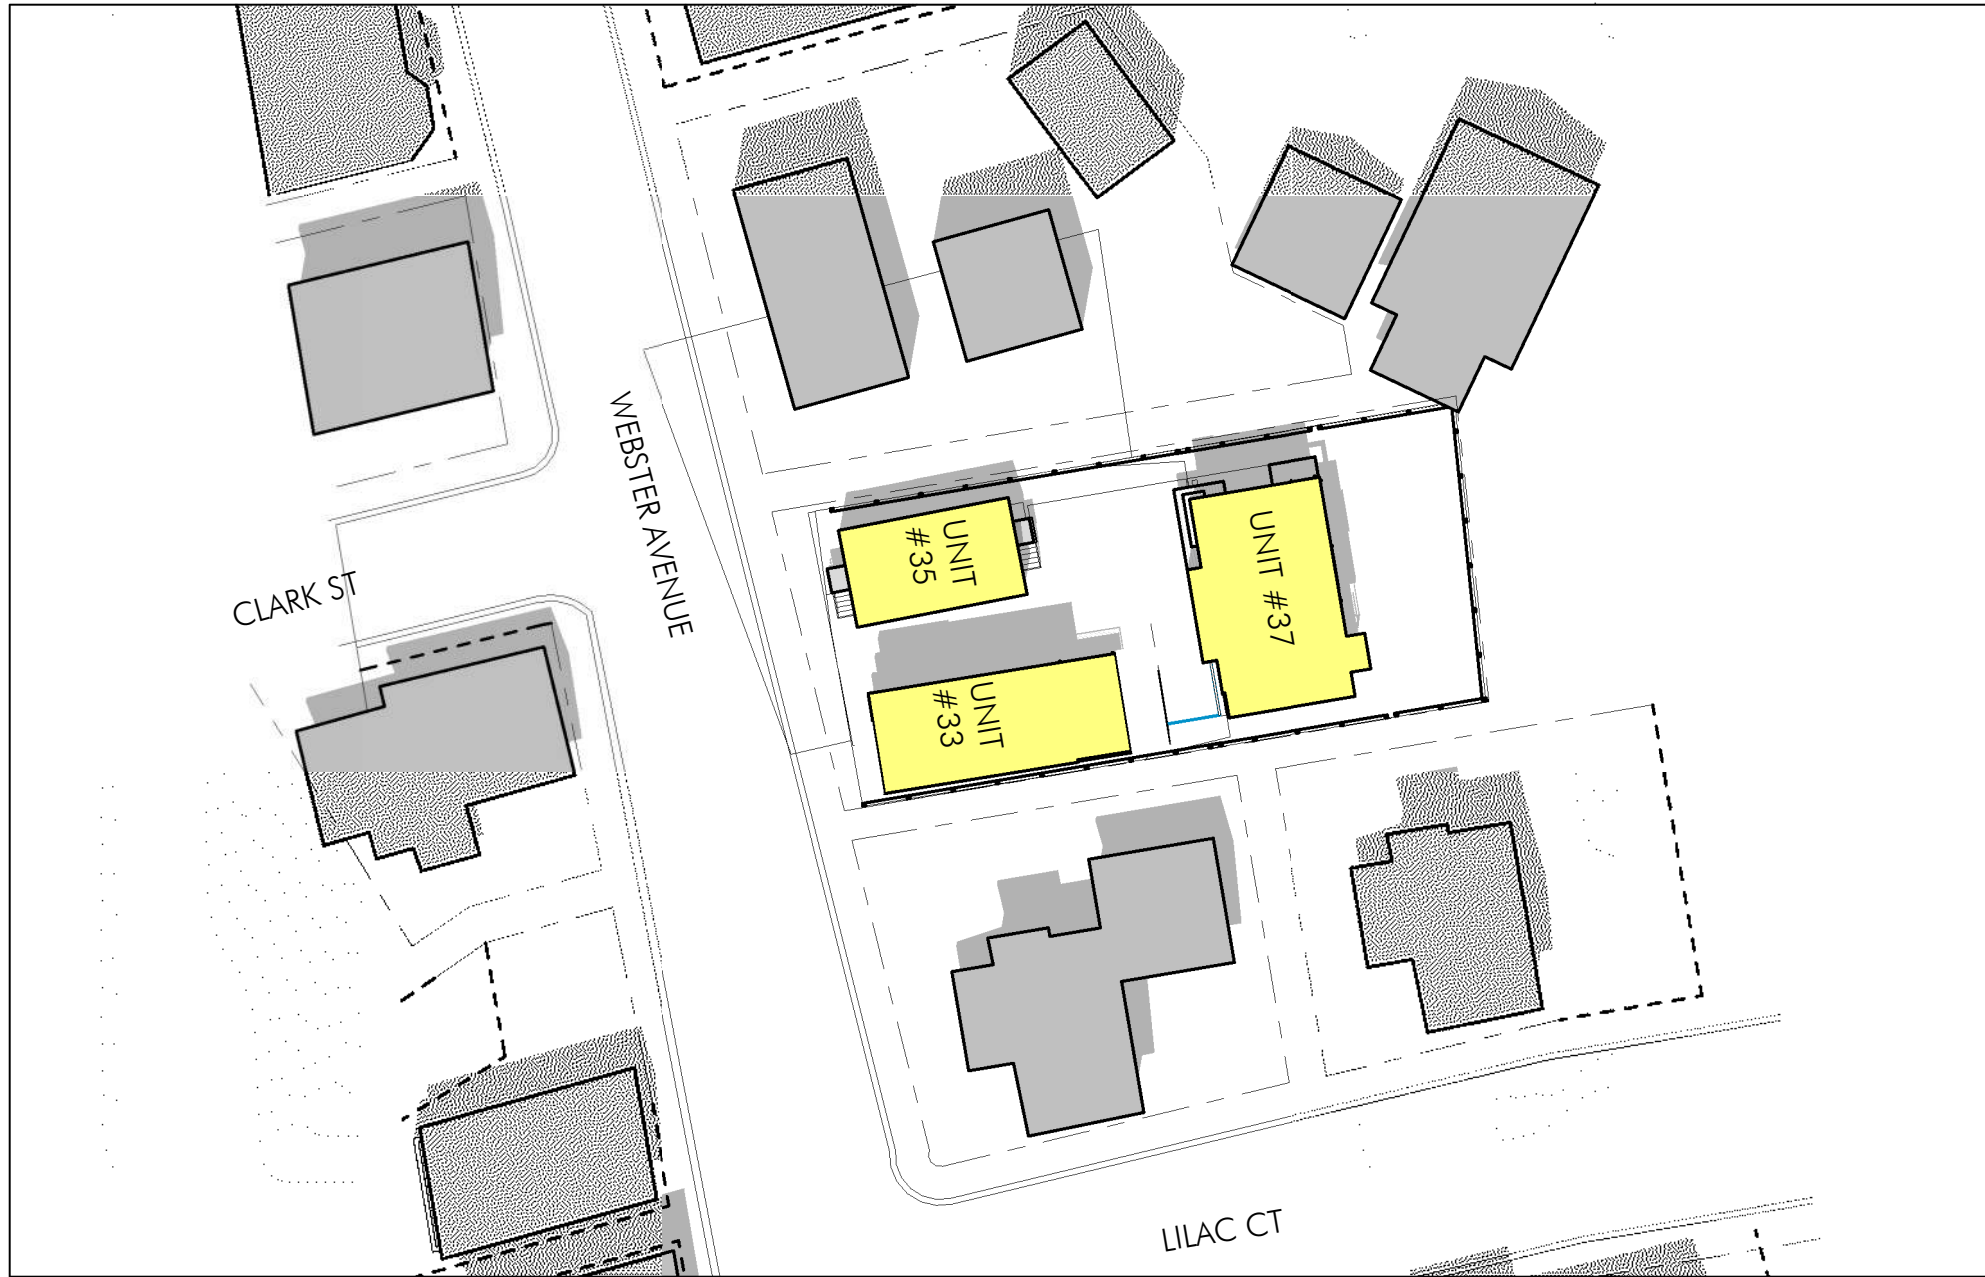 WEBSTER AVENUE
CLARK ST
UNIT
#35
UNIT #37
UNIT
#33
LILAC CT